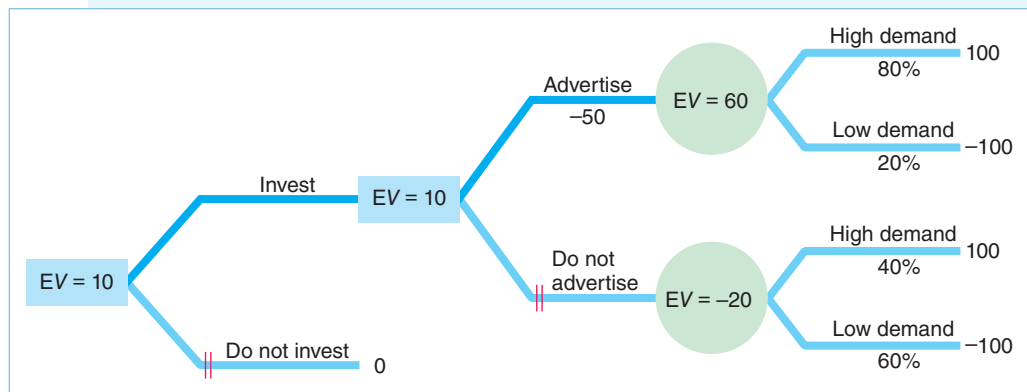 High demand
100
80%
Advertise
–50
EV = 60
Low demand
–100
20%
Invest
EV = 10
High demand
100
40%
Do not
advertise
EV = –20
EV = 10
Low demand
–100
60%
Do not invest
0